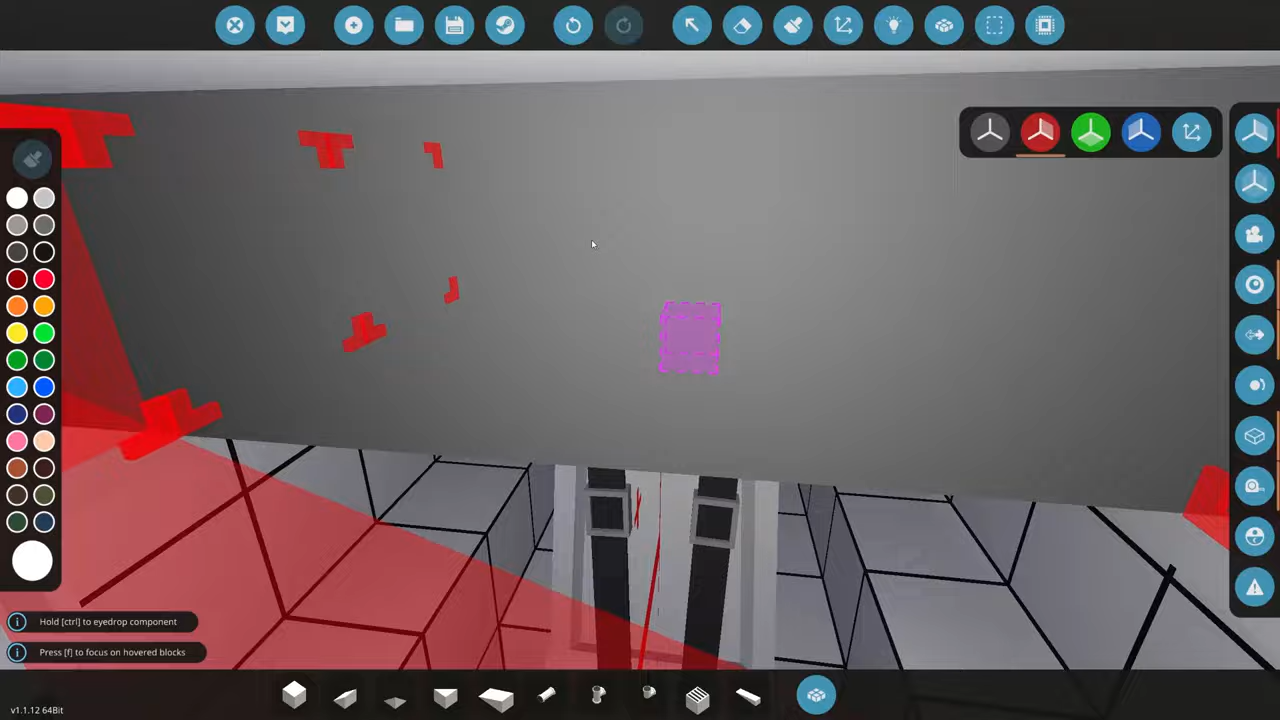 Hold [ctrl] to eyedrop component
Press [f] to focus on hovered blocks
v1.1.12 64Bit